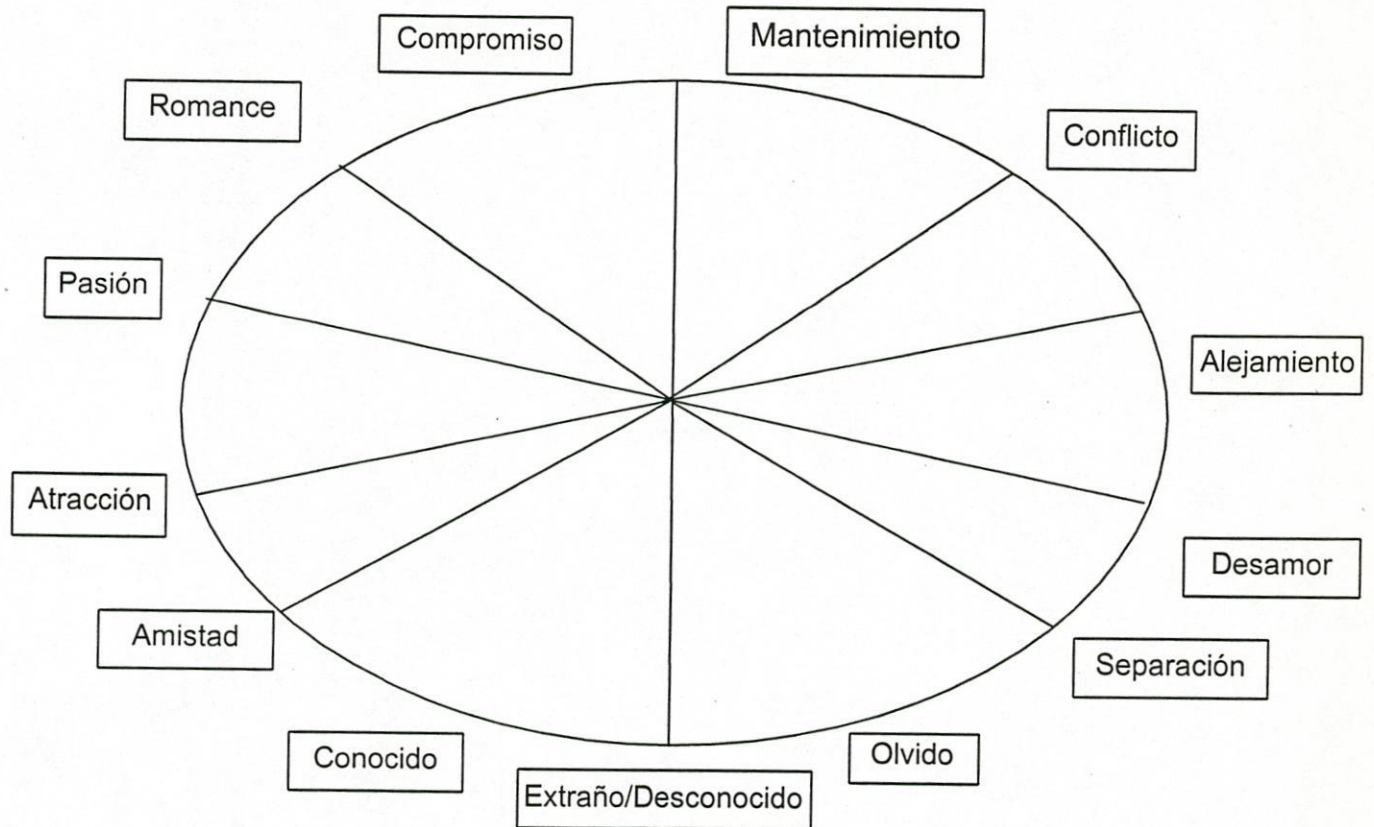 Compromiso
Mantenimiento
Romance
Conflicto
Pasión
Alejamiento
Atracción
Desamor
Amistad
Separación
Conocido
Olvido
Extraño/Desconocido